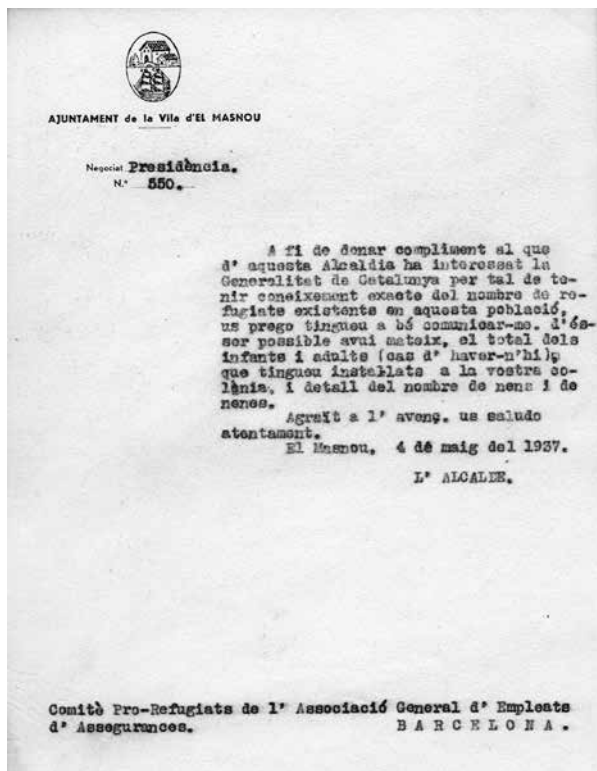 AJUNTAMENT de la Vila d'EL MASNOU
Negociat Presidència.
N.º 550.
A fi de donar compliment al que
d' aquesta Alcaldia ha interessat la
Generalitat de Catalunya per tal de te-
nir coneixement exacte del nombre de re-
fugiats existents en aquesta població,
us prego tingueu a bé comunicar-me. d'és-
ser possible avui mateix, el total dels
infants i adults (cas d' haver-n'hi)
que tingueu instal·lats a la vostra co-
lònia, i detall del nombre de nens i de
nenes.
Agraït a l' avenç. us saludo
atentament.
El Masnou, 4 de maig del 1937.
L' ALCALDE.
Comitè Pro-Refugiats de l' Associació General d' Empleats
d' Assegurances. BARCELONA.